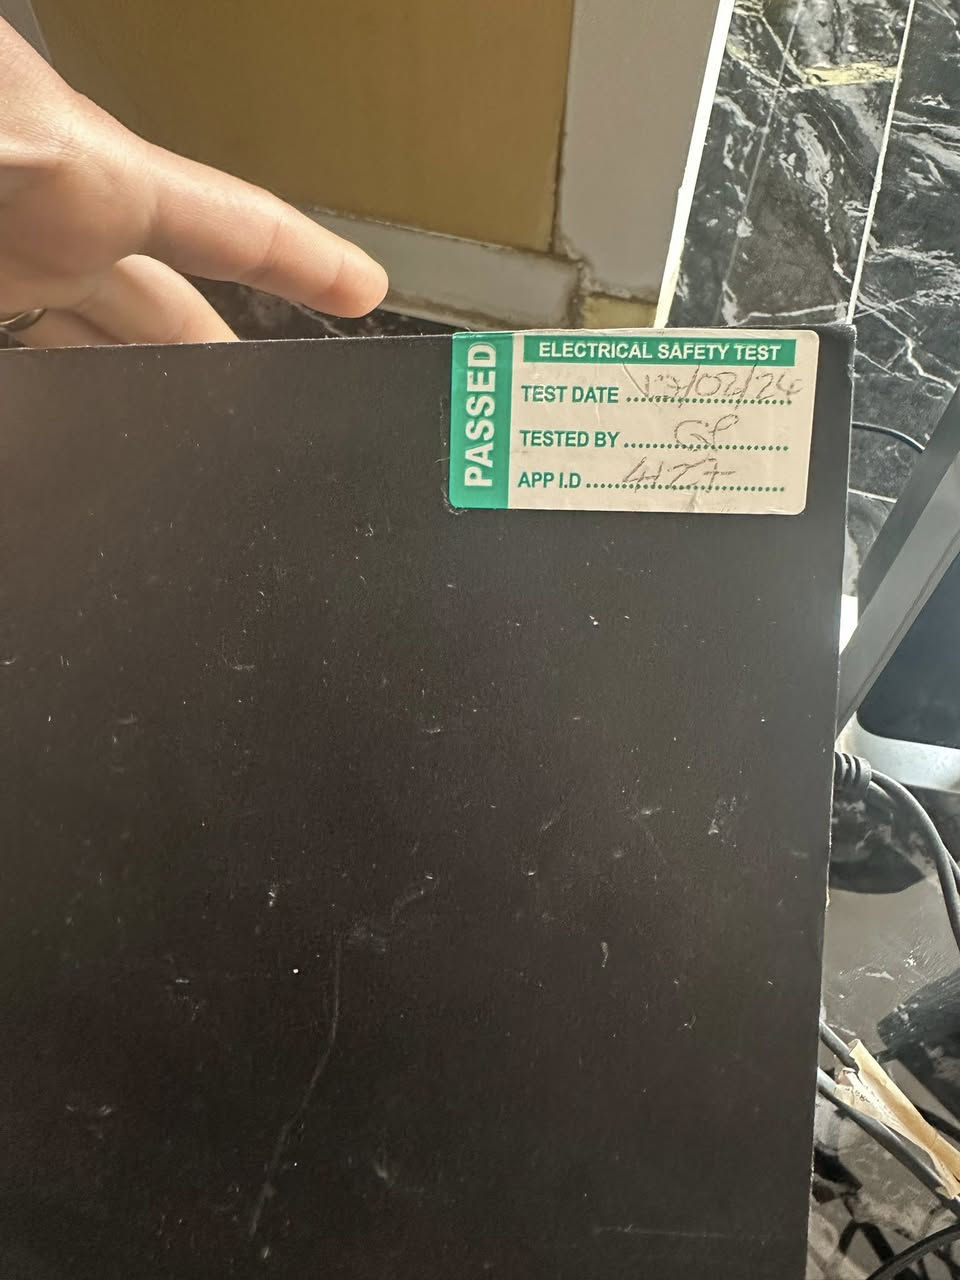 PASSED
ELECTRICAL SAFETY TEST
TEST DATE
TESTED BY
APP I.D